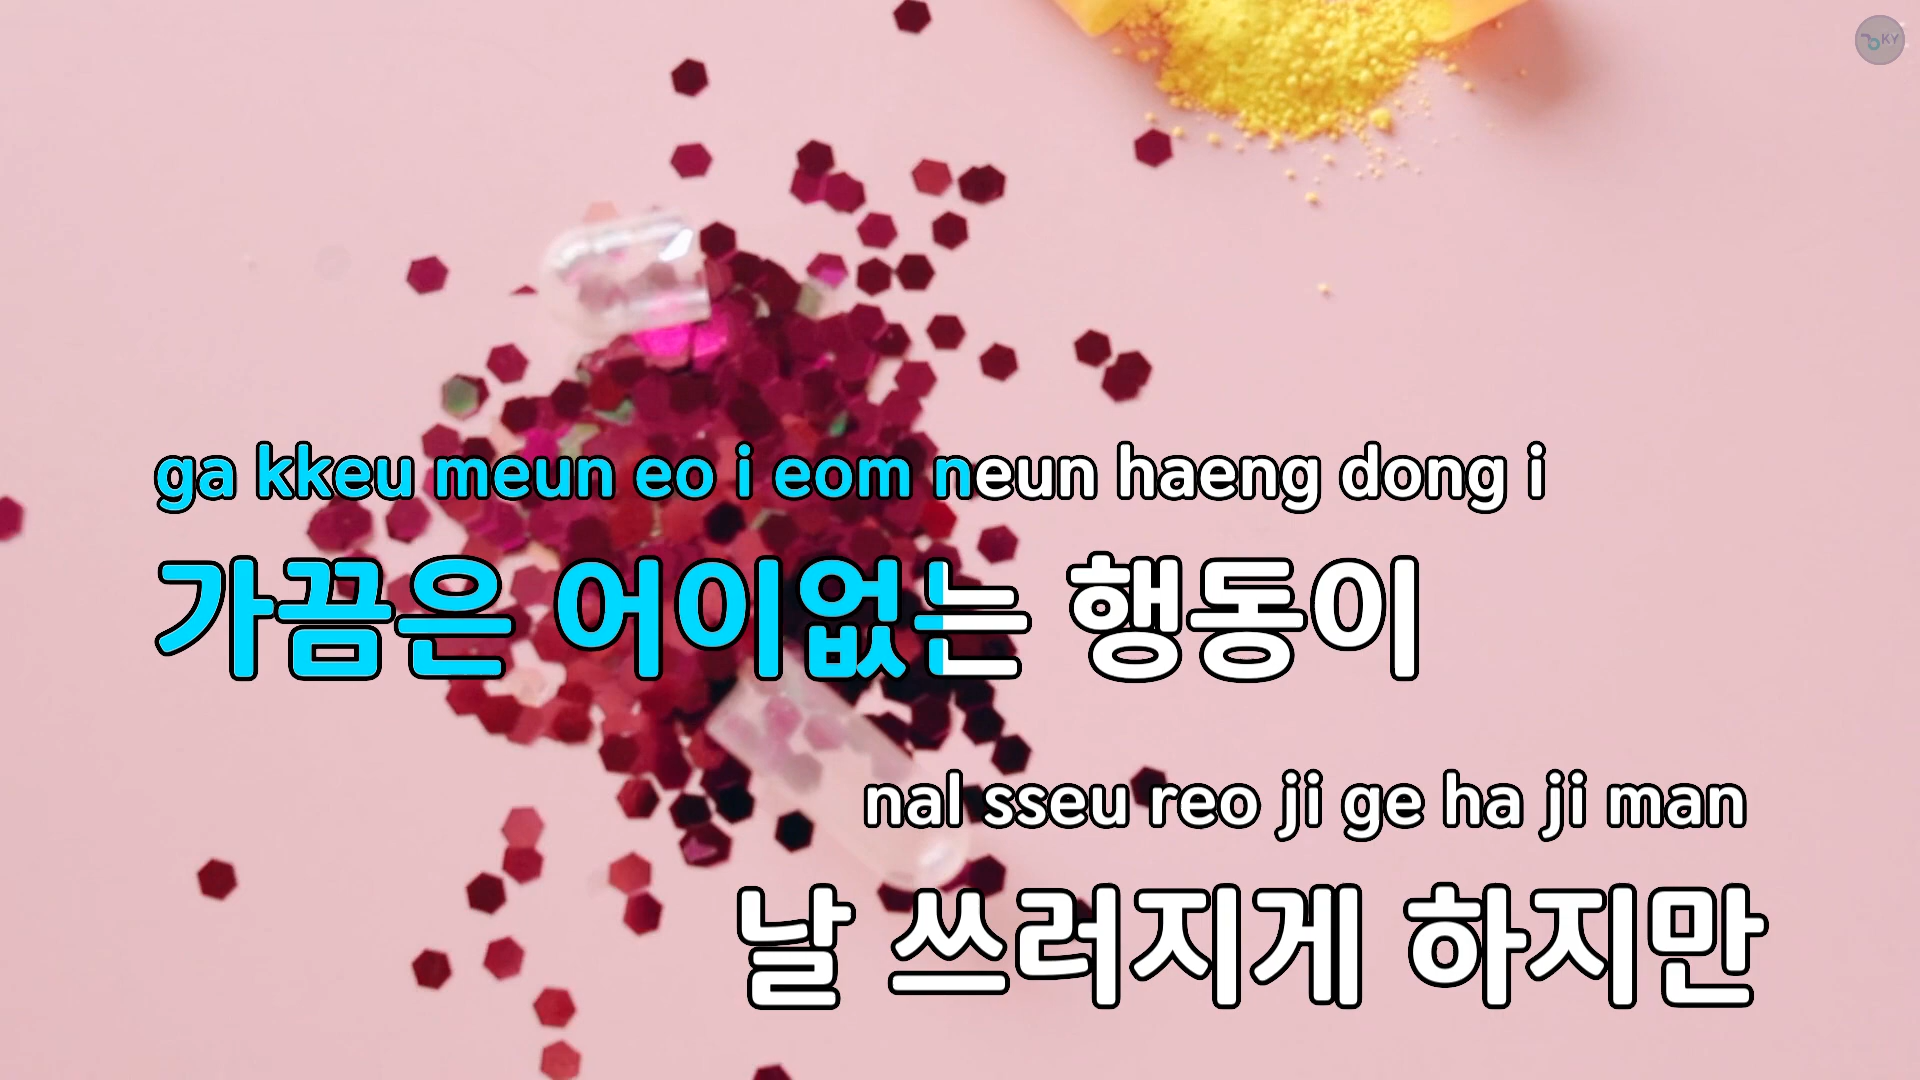 KY
ga kkeu meun eo i eom neun haeng dong i
가끔은 어이없는 행동이
nal sseu reo ji ge ha ji man
날 쓰러지게 하지만